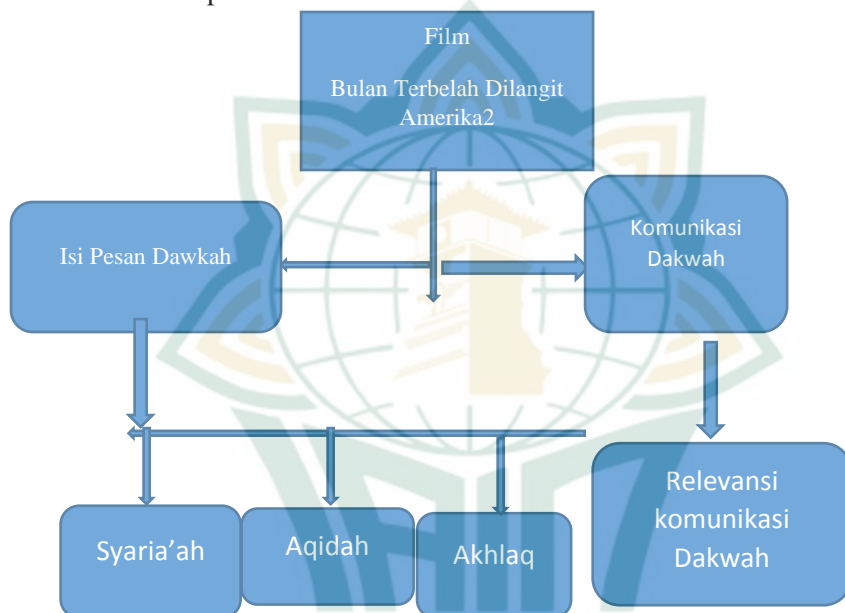 Film
Bulan Terbelah Dilangit
Amerika2
Isi Pesan Dawkah
Komunikasi
Dakwah
Syaria’ah
Aqidah
Akhlaq
Relevansi
komunikasi
Dakwah